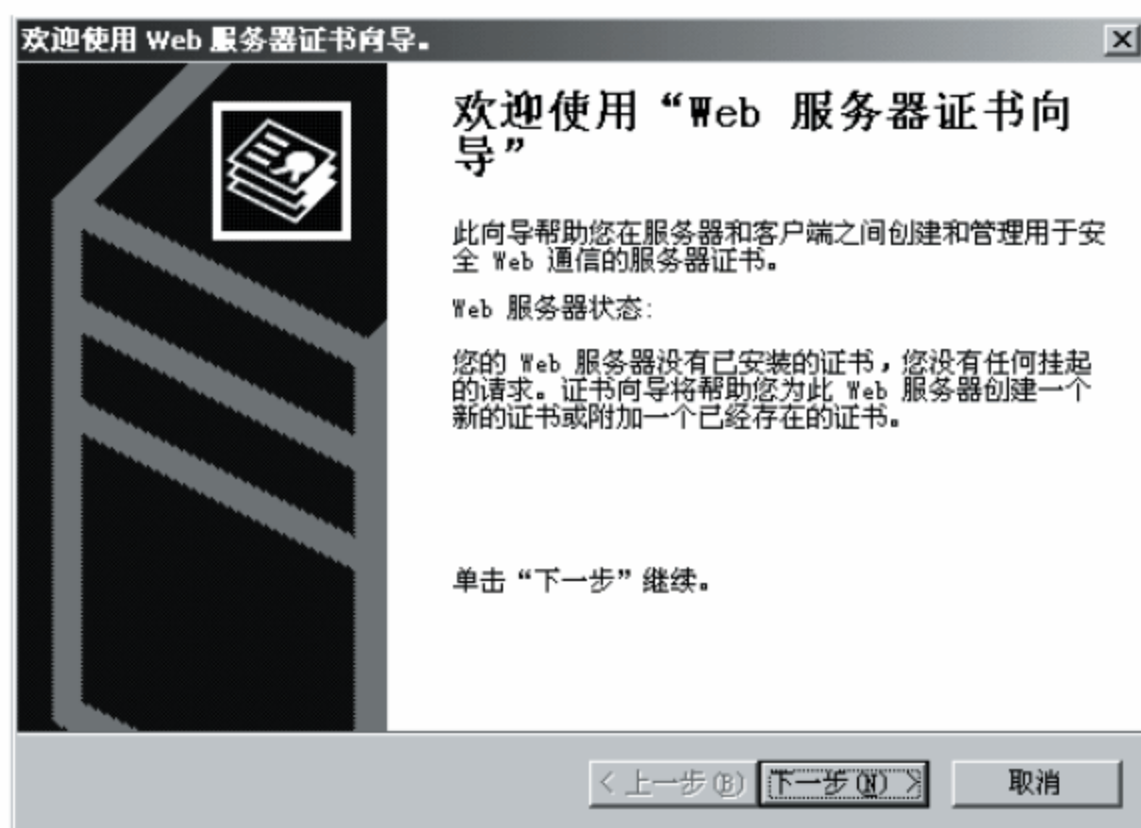 欢迎使用 Web 服务器证书向导。
欢迎使用“Web 服务器证书向
导”
此向导帮助您在服务器和客户端之间创建和管理用于安
全 Web 通信的服务器证书。
Web 服务器状态:
您的 Web 服务器没有已安装的证书，您没有任何挂起
的请求。证书向导将帮助您为此 Web 服务器创建一个
新的证书或附加一个已经存在的证书。
单击“下一步”继续。
< 上一步(B) 下一步(N) > 取消